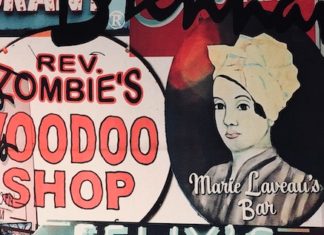 REV.
ZOMBIE'S
VOODOO
SHOP
Marie Laveau's
Bar